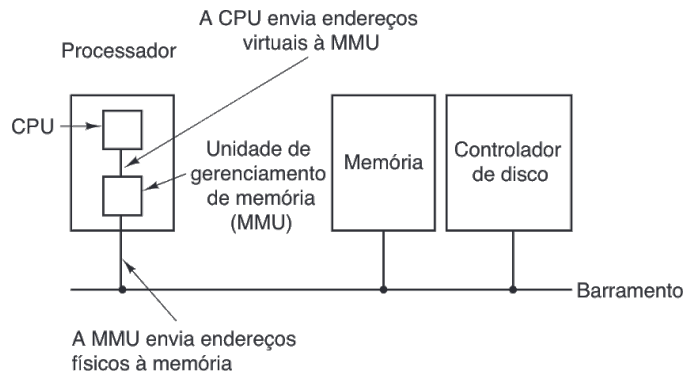 A CPU envia endereços
virtuais à MMU
Processador
CPU
Unidade de
gerenciamento
de memória
(MMU)
Memória
Controlador
de disco
Barramento
A MMU envia endereços
físicos à memória